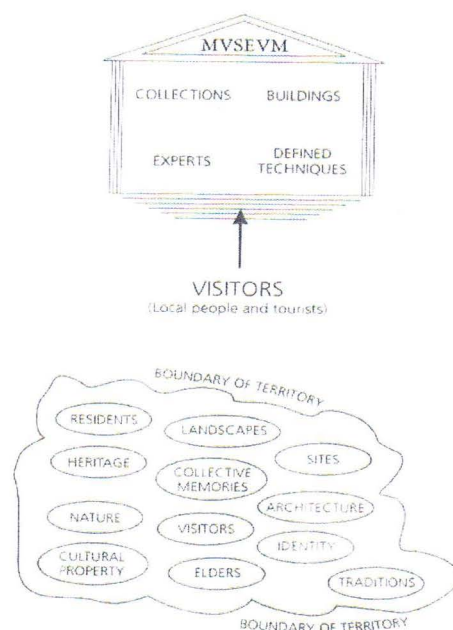 MVSEVM
COLLECTIONS BUILDINGS
EXPERTS DEFINED
TECHNIQUES
VISITORS
(Local people and tourists)
BOUNDARY OF TERRITORY
RESIDENTS
LANDSCAPES
HERITAGE
SITES
COLLECTIVE
MEMORIES
ARCHITECTURE
NATURE
VISITORS
IDENTITY
CULTURAL
PROPERTY
ELDERS
TRADITIONS
BOUNDARY OF TERRITORY